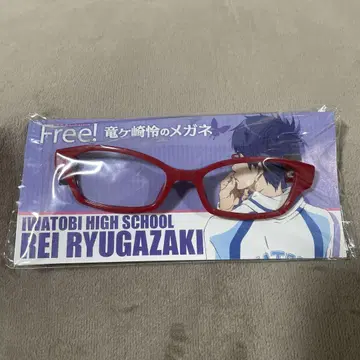 Free! 竜ヶ崎怜のメガネ
IWATOBI HIGH SCHOOL
REI RYUGAZAKI